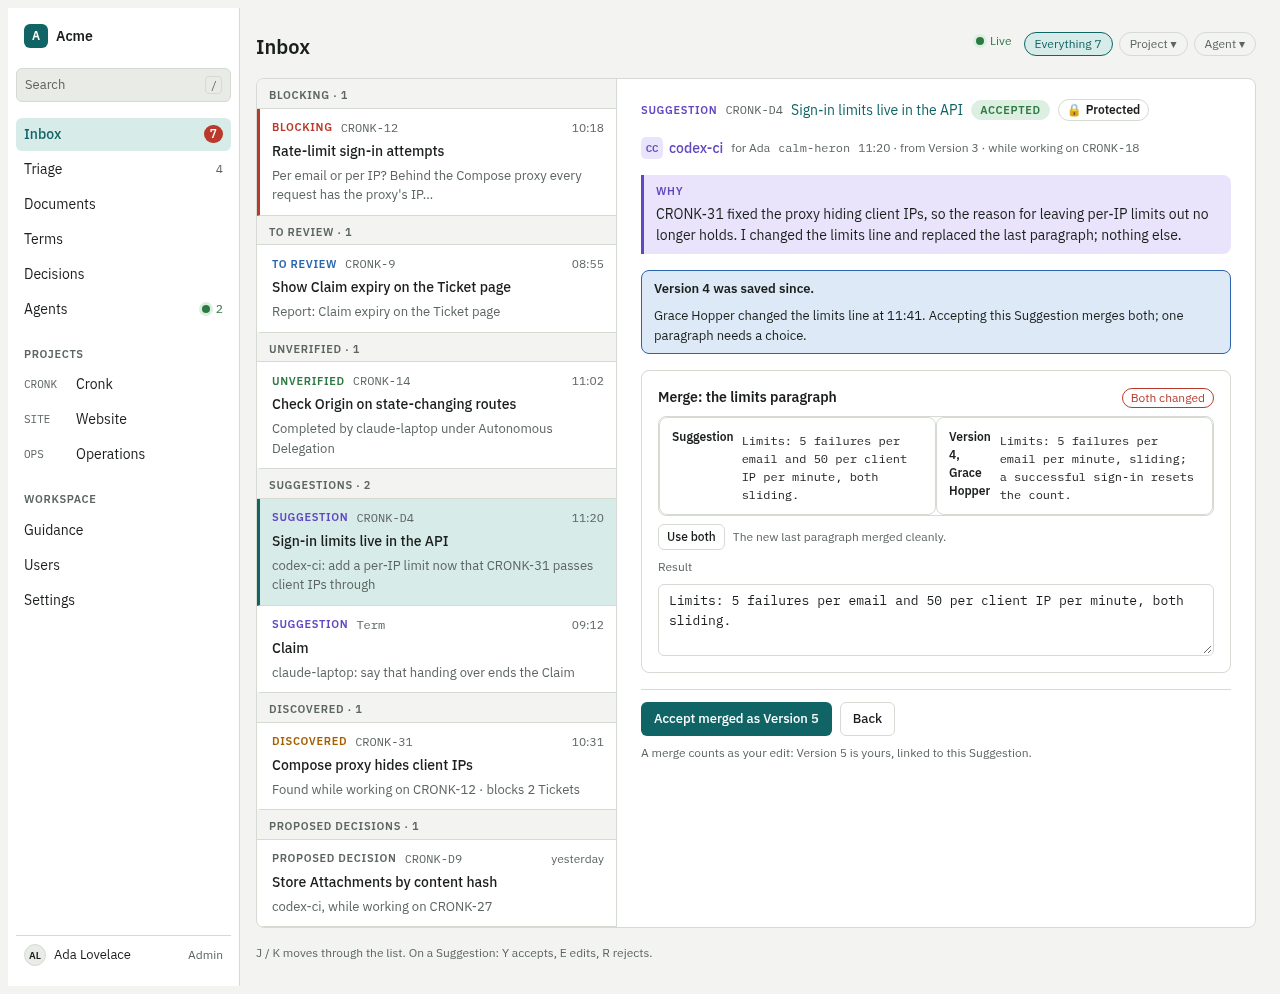 A Acme
Search /
Inbox 7
Triage 4
Documents
Terms
Decisions
Agents 2
PROJECTS
CRONK Cronk
SITE Website
OPS Operations
WORKSPACE
Guidance
Users
Settings
AL Ada Lovelace Admin
Inbox
Live Everything 7 Project ▾ Agent ▾
BLOCKING · 1
BLOCKING CRONK-12 10:18
Rate-limit sign-in attempts
Per email or per IP? Behind the Compose proxy every
request has the proxy's IP…
TO REVIEW · 1
TO REVIEW CRONK-9 08:55
Show Claim expiry on the Ticket page
Report: Claim expiry on the Ticket page
UNVERIFIED · 1
UNVERIFIED CRONK-14 11:02
Check Origin on state-changing routes
Completed by claude-laptop under Autonomous
Delegation
SUGGESTIONS · 2
SUGGESTION CRONK-D4 11:20
Sign-in limits live in the API
codex-ci: add a per-IP limit now that CRONK-31 passes
client IPs through
SUGGESTION Term 09:12
Claim
claude-laptop: say that handing over ends the Claim
DISCOVERED · 1
DISCOVERED CRONK-31 10:31
Compose proxy hides client IPs
Found while working on CRONK-12 · blocks 2 Tickets
PROPOSED DECISIONS · 1
PROPOSED DECISION CRONK-D9 yesterday
Store Attachments by content hash
codex-ci, while working on CRONK-27
SUGGESTION CRONK-D4 Sign-in limits live in the API ACCEPTED 🔒 Protected
CC codex-ci for Ada calm-heron 11:20 · from Version 3 · while working on CRONK-18
WHY
CRONK-31 fixed the proxy hiding client IPs, so the reason for leaving per-IP limits out no
longer holds. I changed the limits line and replaced the last paragraph; nothing else.
Version 4 was saved since.
Grace Hopper changed the limits line at 11:41. Accepting this Suggestion merges both; one
paragraph needs a choice.
Merge: the limits paragraph Both changed
Suggestion
Limits: 5 failures per
email and 50 per client
IP per minute, both
sliding.
Version
4,
Grace
Hopper
Limits: 5 failures per
email per minute, sliding;
a successful sign-in resets
the count.
Use both The new last paragraph merged cleanly.
Result
Limits: 5 failures per email and 50 per client IP per minute, both
sliding.
Accept merged as Version 5 Back
A merge counts as your edit: Version 5 is yours, linked to this Suggestion.
J / K moves through the list. On a Suggestion: Y accepts, E edits, R rejects.